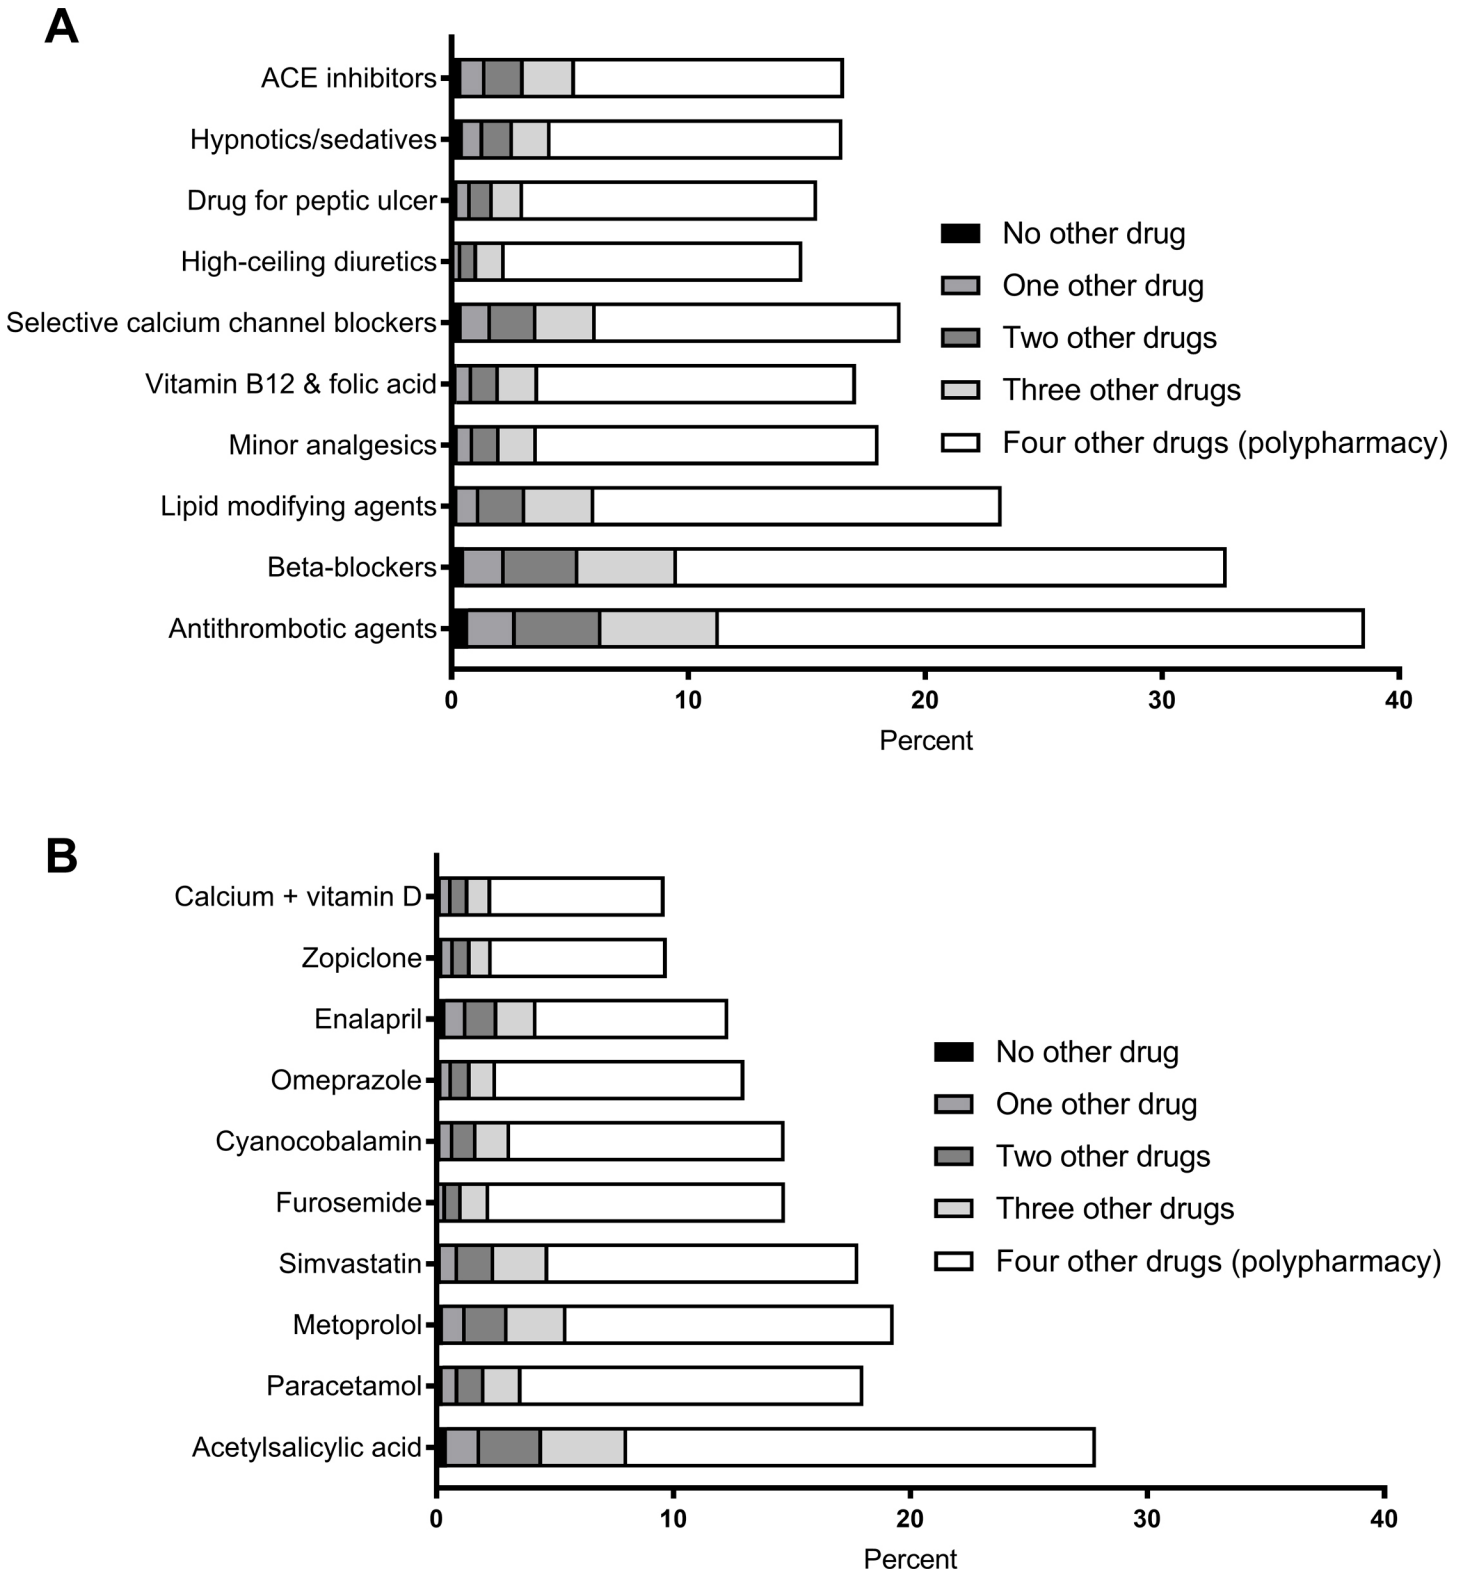 A
ACE inhibitors
Hypnotics/sedatives
Drug for peptic ulcer
High-ceiling diuretics
Selective calcium channel blockers
Vitamin B12 & folic acid
Minor analgesics
Lipid modifying agents
Beta-blockers
Antithrombotic agents
No other drug
One other drug
Two other drugs
Three other drugs
Four other drugs (polypharmacy)
0 10 20 30 40
Percent
B
Calcium + vitamin D
Zopiclone
Enalapril
Omeprazole
Cyanocobalamin
Furosemide
Simvastatin
Metoprolol
Paracetamol
Acetylsalicylic acid
No other drug
One other drug
Two other drugs
Three other drugs
Four other drugs (polypharmacy)
0 10 20 30 40
Percent